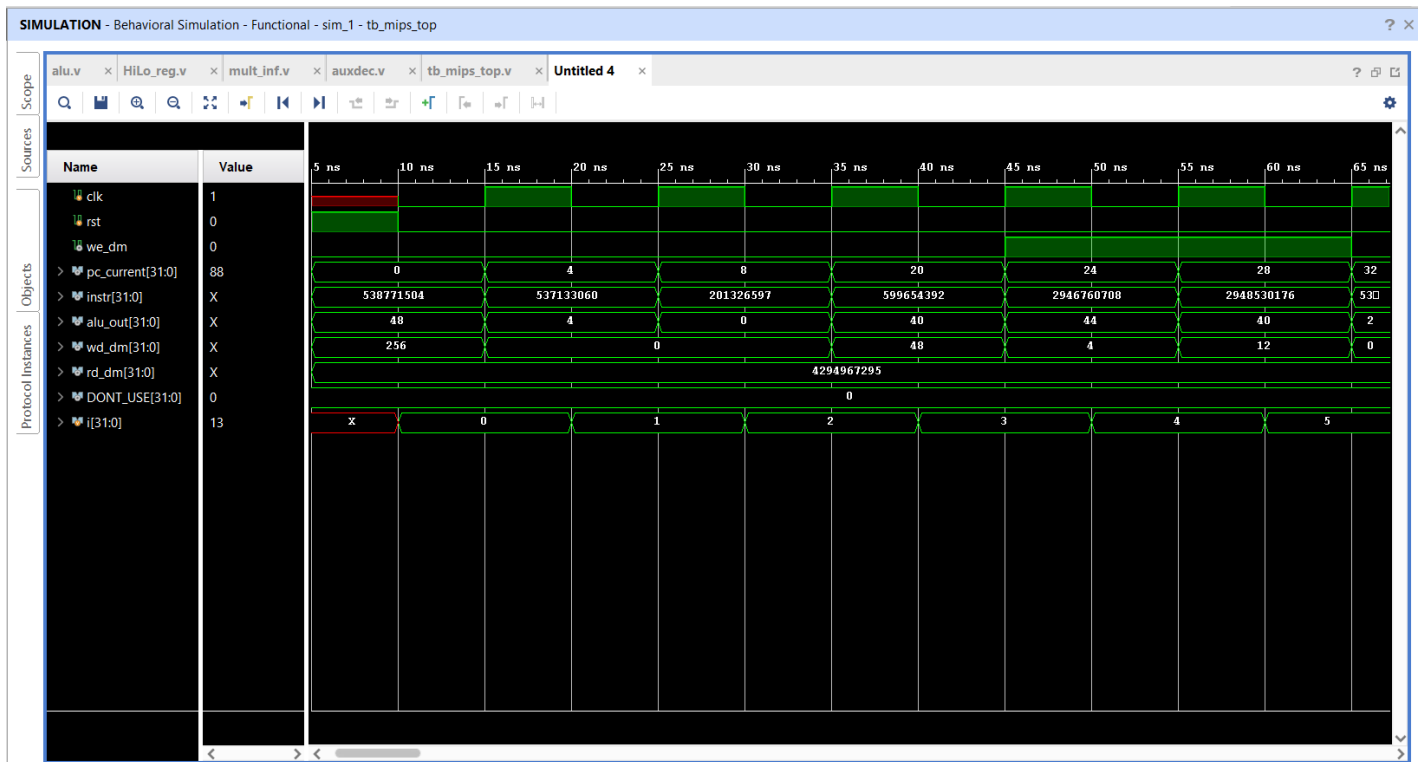 SIMULATION - Behavioral Simulation - Functional - sim_1 - tb_mips_top ? ×
alu.v × HiLo_reg.v × mult_inf.v × auxdec.v × tb_mips_top.v × Untitled 4 × ?
Scope
Sources
Objects
Protocol Instances
5 ns 10 ns 15 ns 20 ns 25 ns 30 ns 35 ns 40 ns 45 ns 50 ns 55 ns 60 ns 65 ns
Name Value
clk 1
rst 0
we_dm 0
pc_current[31:0] 88 0 4 8 20 24 28 32
instr[31:0] X 538771504 537133060 201326597 599654392 2946760708 2948530176 53
alu_out[31:0] X 48 4 0 40 44 40 2
wd_dm[31:0] X 256 0 48 4 12 0
rd_dm[31:0] X 4294967295
DONT_USE[31:0] 0 0
i[31:0] 13 X 0 1 2 3 4 5